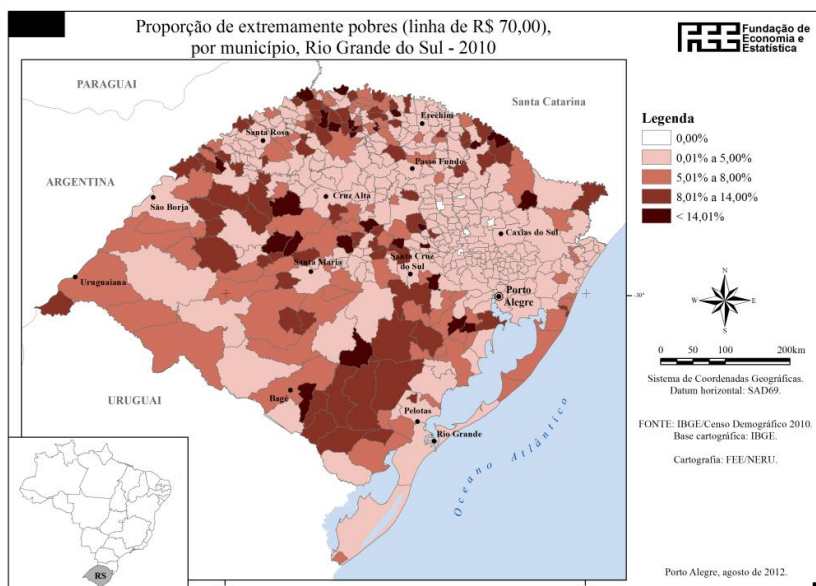 Proporção de extremamente pobres (linha de R$ 70,00),
por município, Rio Grande do Sul - 2010
FEE
Fundação de
Economia e
Estatística
PARAGUAI
Santa Catarina
ARGENTINA
URUGUAI
Erechim
Santa Rosa
Passo Fundo
Cruz Alta
São Borja
Caxias do Sul
Santa Maria
Santa Cruz
do Sul
Uruguaiana
Porto
Alegre
Bagé
Pelotas
Rio Grande
Oceano Atlântico
-30°
Legenda
0,00%
0,01% a 5,00%
5,01% a 8,00%
8,01% a 14,00%
< 14,01%
N
W
E
S
0 50 100 200km
Sistema de Coordenadas Geográficas.
Datum horizontal: SAD69.
FONTE: IBGE/Censo Demográfico 2010.
Base cartográfica: IBGE.
Cartografia: FEE/NERU.
RS
Porto Alegre, agosto de 2012.